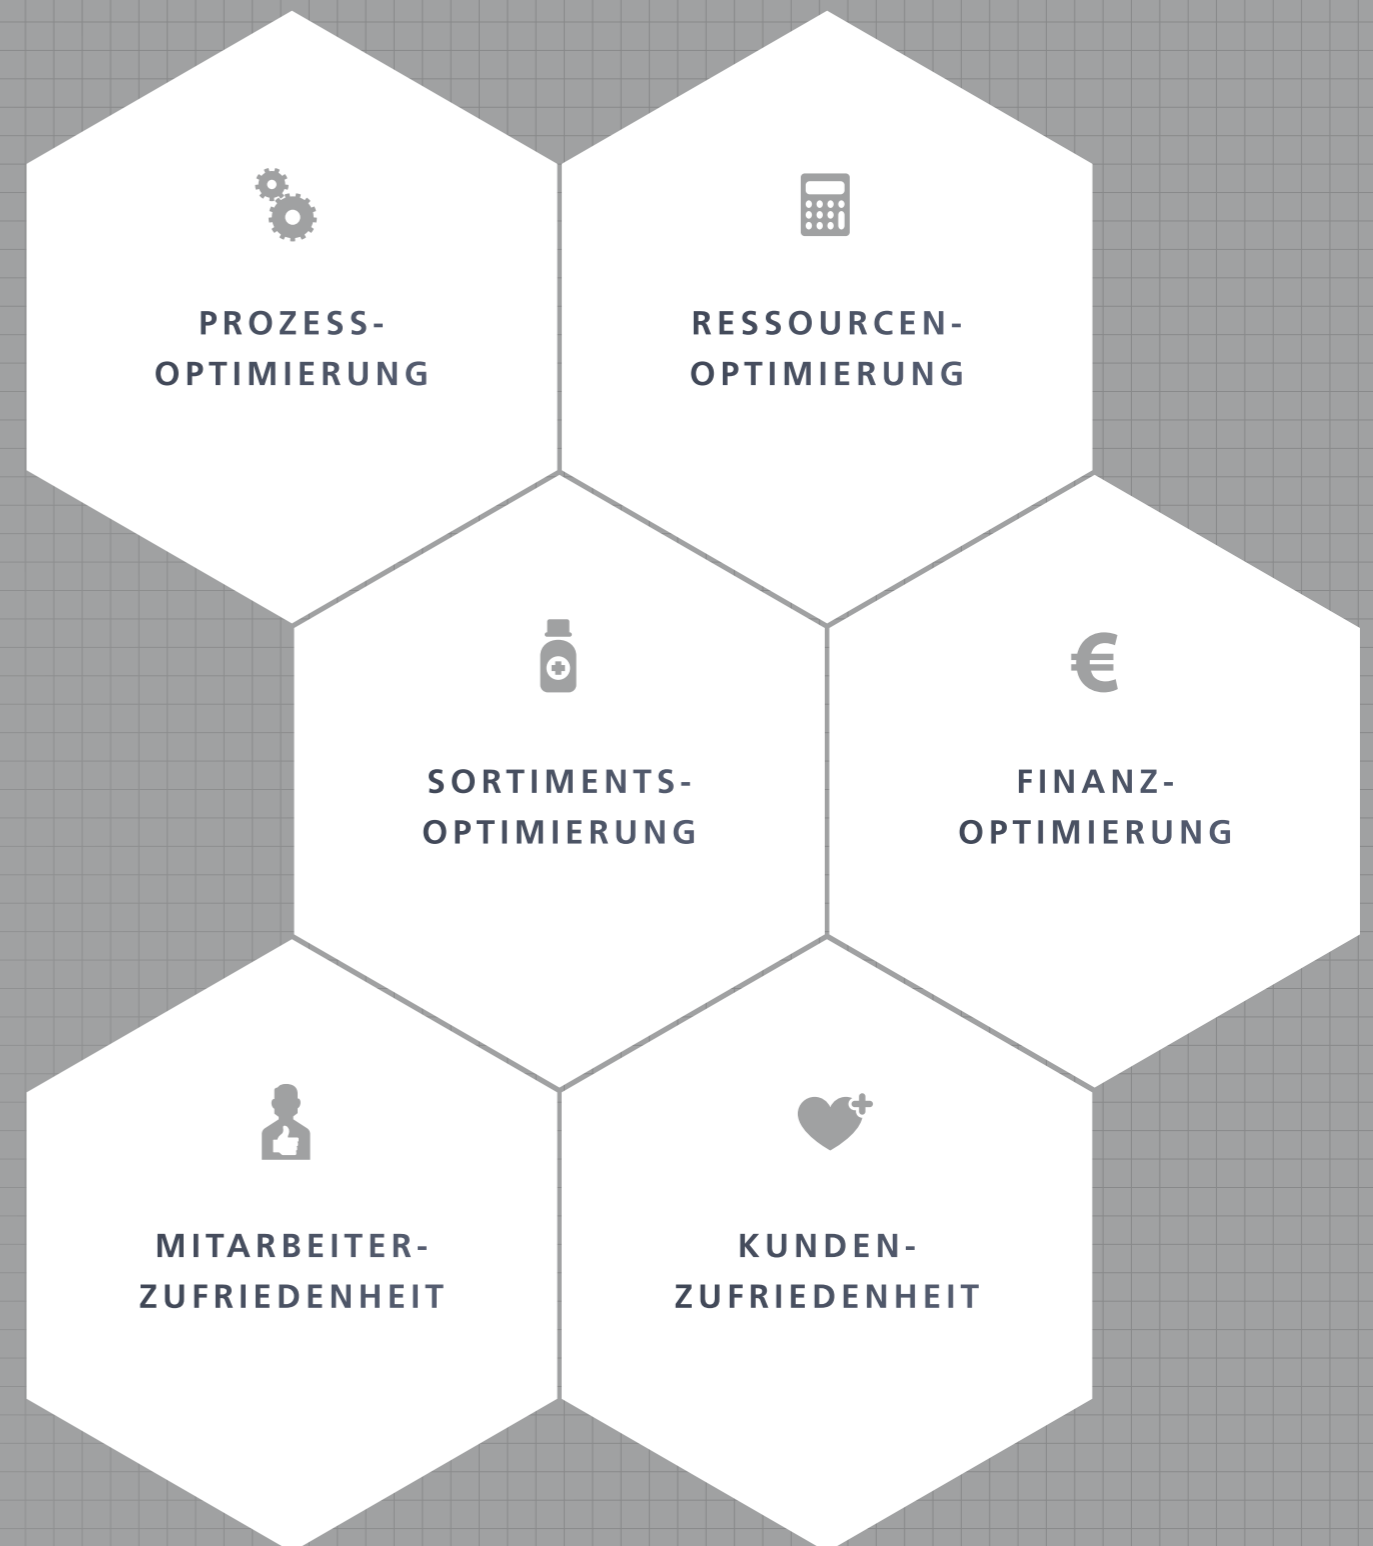 PROZESS-
OPTIMIERUNG
RESSOURCEN-
OPTIMIERUNG
SORTIMENTS-
OPTIMIERUNG
€
FINANZ-
OPTIMIERUNG
MITARBEITER-
ZUFRIEDENHEIT
KUNDEN-
ZUFRIEDENHEIT